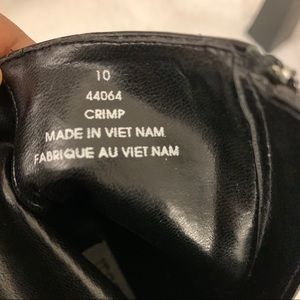 10
44064
CRIMP
MADE IN VIET NAM
FABRIQUE AU VIET NAM